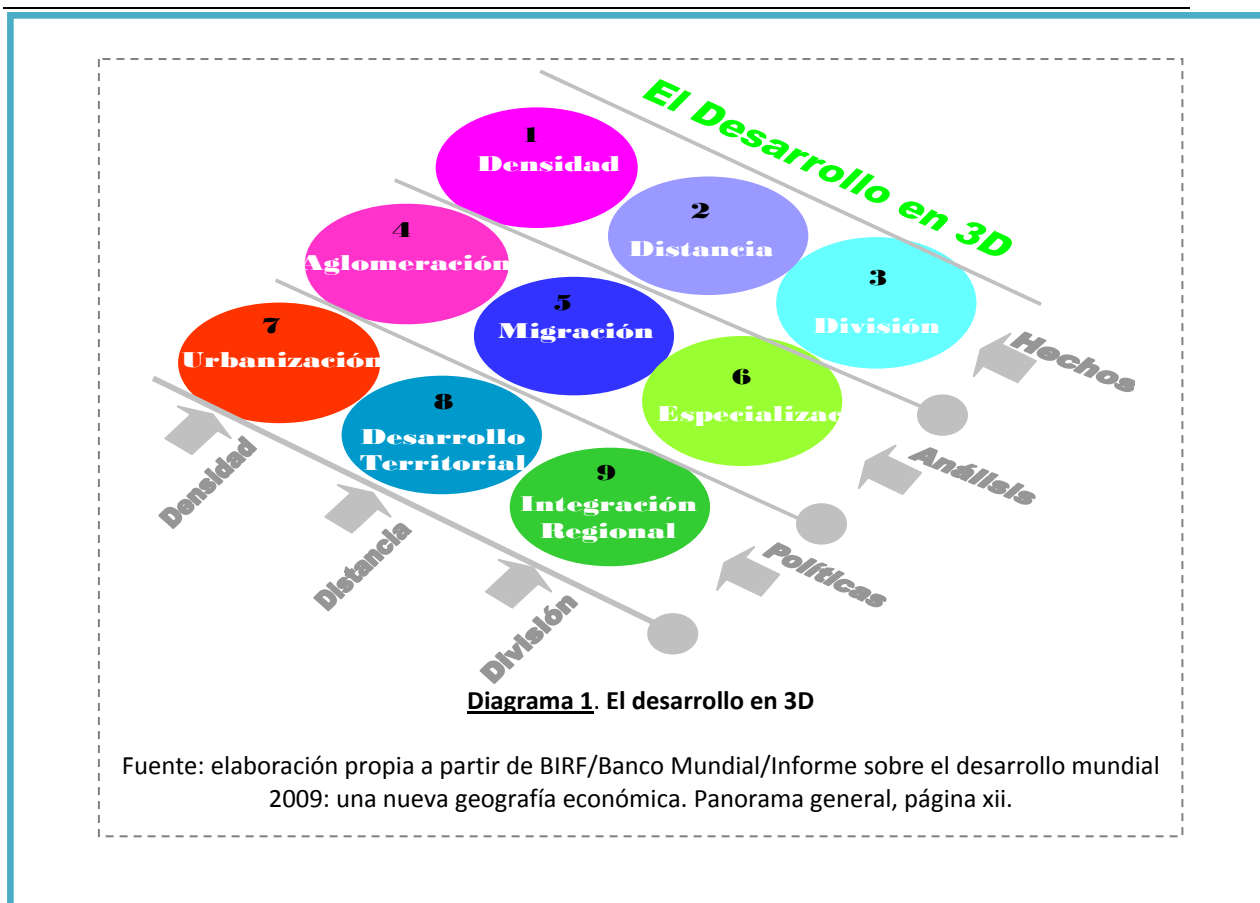 El Desarrollo en 3D
1
Densidad
2
Distancia
3
División
4
Aglomeración
5
Migración
6
Especializac
7
Urbanización
8
Desarrollo
Territorial
9
Integración
Regional
Hechos
Análisis
Políticas
Densidad
Distancia
División
Diagrama 1. El desarrollo en 3D
Fuente: elaboración propia a partir de BIRF/Banco Mundial/Informe sobre el desarrollo mundial
2009: una nueva geografía económica. Panorama general, página xii.